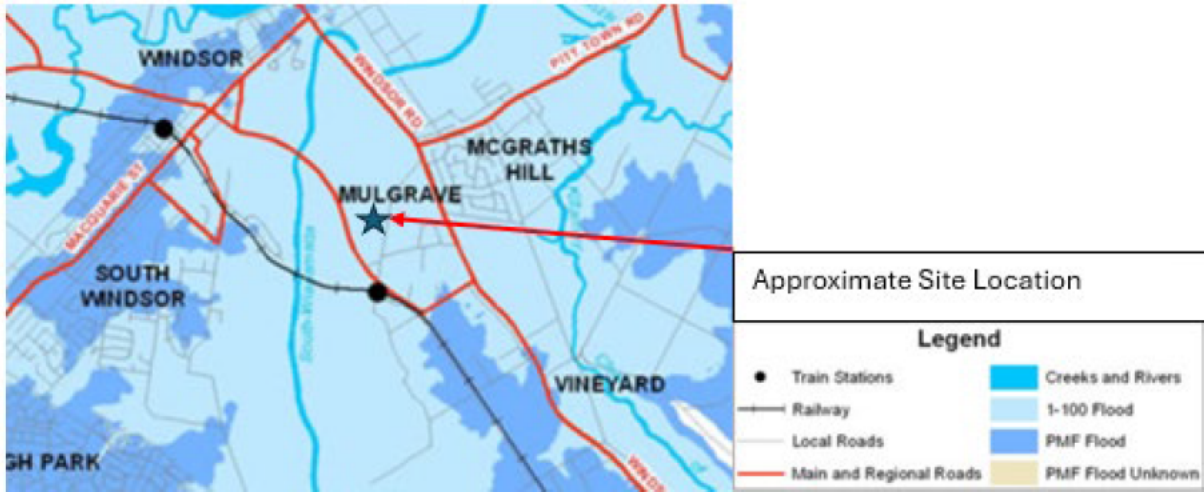 WINDSOR
WINDSOR RD
PITT TOWN RD
MCGRATHS
HILL
MULGRAVE
MACQUARIE ST
SOUTH
WINDSOR
VINEYARD
GH PARK
Approximate Site Location
Legend
Train Stations
Railway
Local Roads
Main and Regional Roads
Creeks and Rivers
1-100 Flood
PMF Flood
PMF Flood Unknown